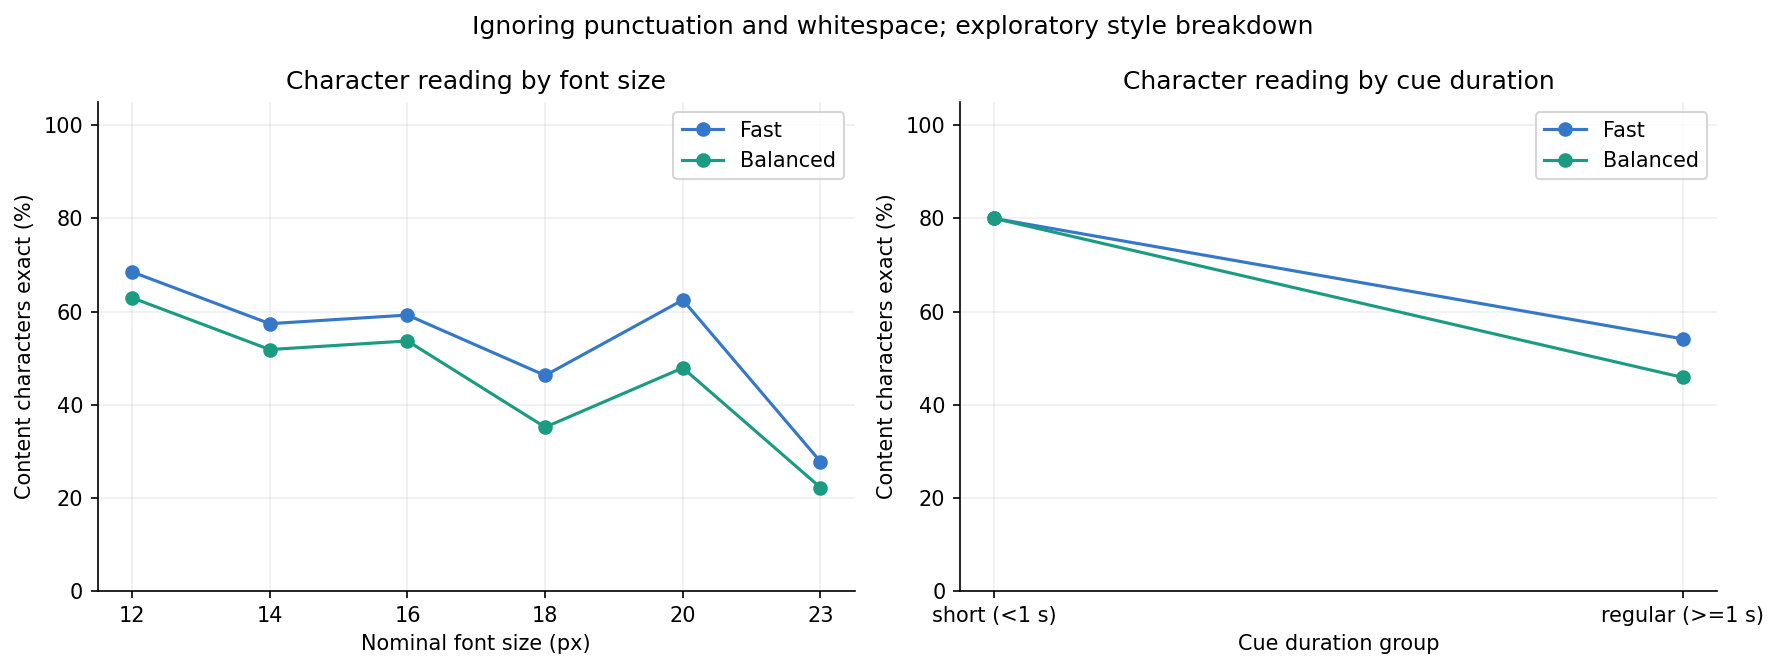 Ignoring punctuation and whitespace; exploratory style breakdown
Character reading by font size
Content characters exact (%)
100
80
60
40
20
0
Fast
Balanced
12 14 16 18 20 23
Nominal font size (px)
Character reading by cue duration
Content characters exact (%)
100
80
60
40
20
0
Fast
Balanced
short (<1 s) regular (>=1 s)
Cue duration group